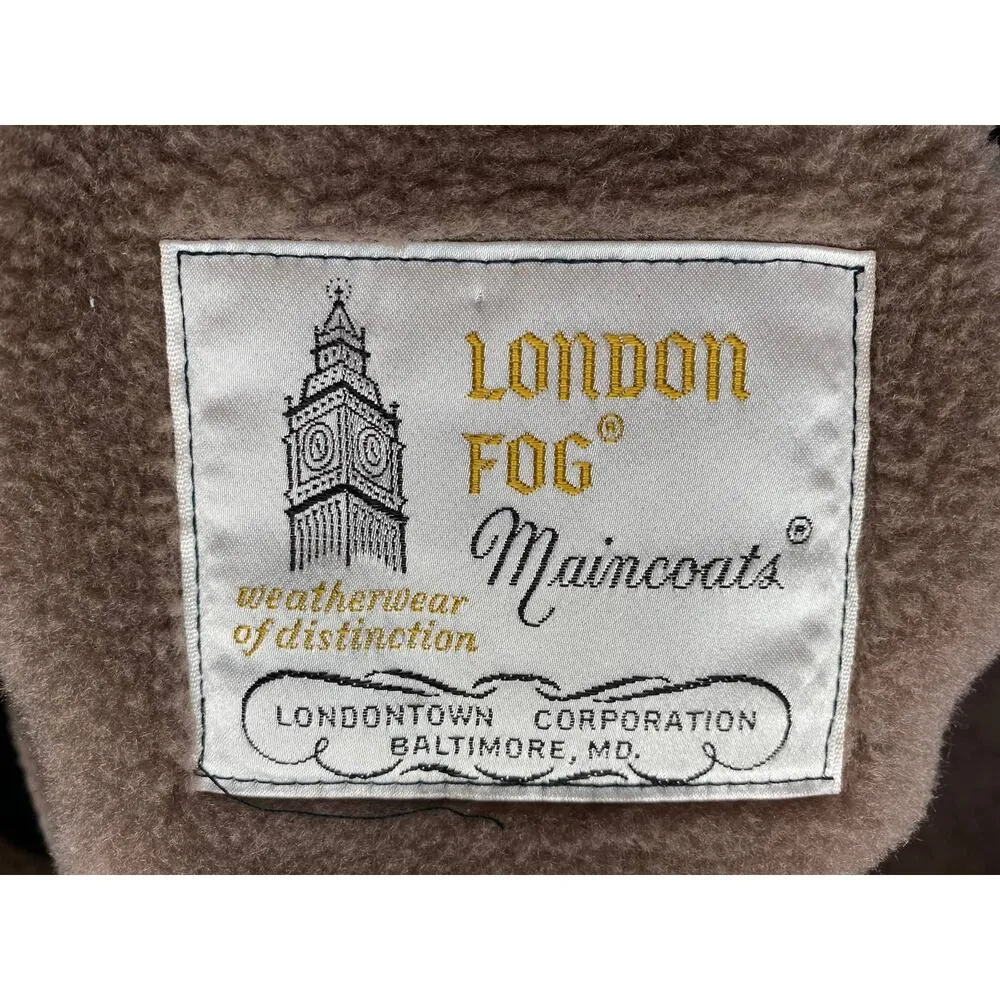 LONDON
FOG®
Maincoats®
weatherwear
of distinction
LONDONTOWN CORPORATION
BALTIMORE, MD.